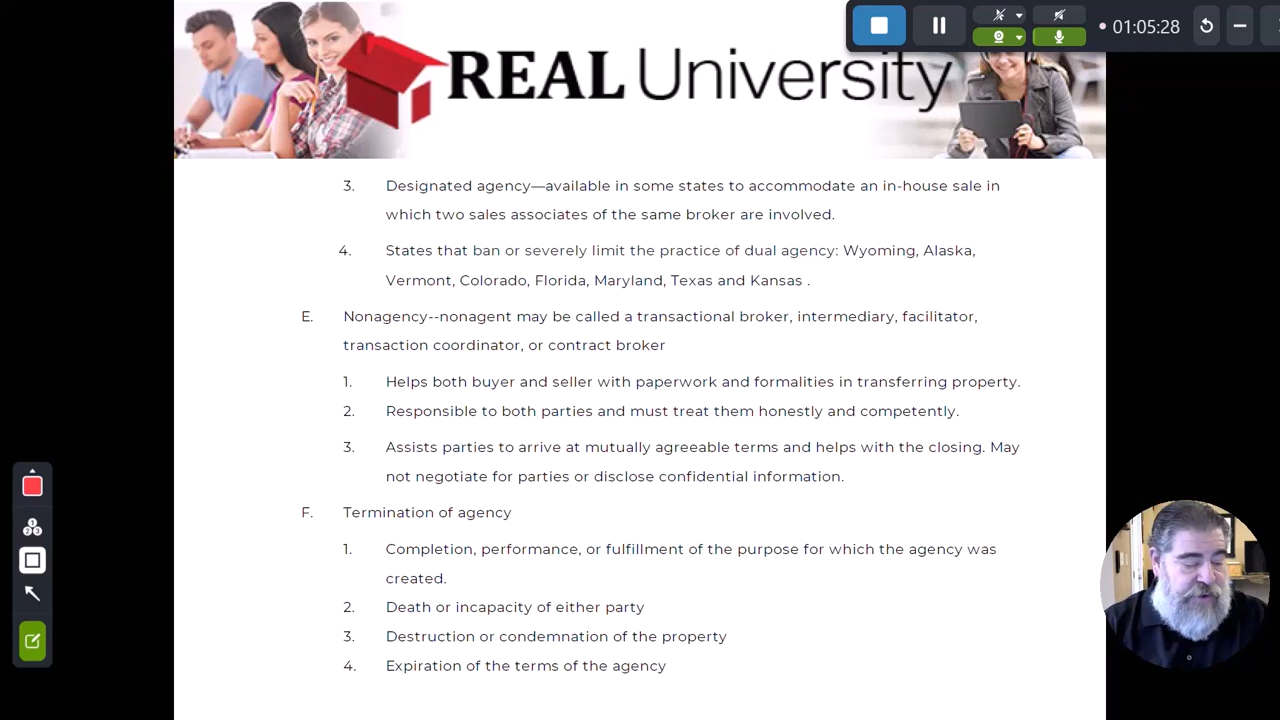 REAL University
01:05:28
3. Designated agency—available in some states to accommodate an in-house sale in
which two sales associates of the same broker are involved.
4. States that ban or severely limit the practice of dual agency: Wyoming, Alaska,
Vermont, Colorado, Florida, Maryland, Texas and Kansas .
E. Nonagency--nonagent may be called a transactional broker, intermediary, facilitator,
transaction coordinator, or contract broker
1. Helps both buyer and seller with paperwork and formalities in transferring property.
2. Responsible to both parties and must treat them honestly and competently.
3. Assists parties to arrive at mutually agreeable terms and helps with the closing. May
not negotiate for parties or disclose confidential information.
F. Termination of agency
1. Completion, performance, or fulfillment of the purpose for which the agency was
created.
2. Death or incapacity of either party
3. Destruction or condemnation of the property
4. Expiration of the terms of the agency